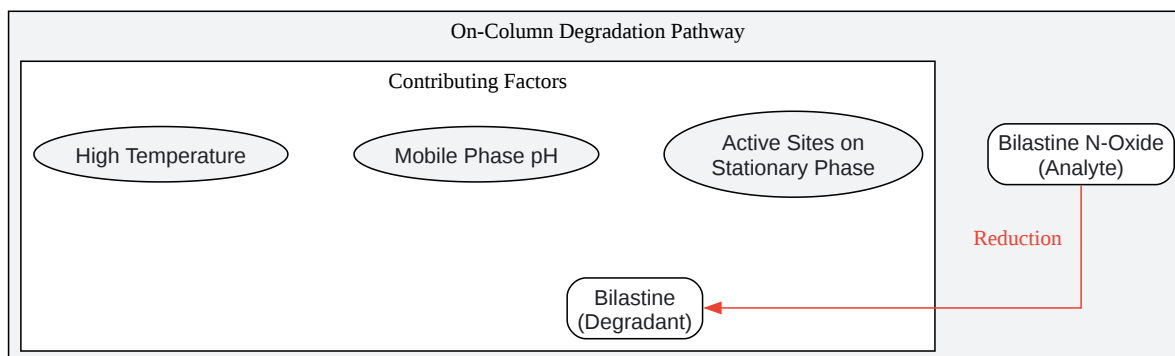 On-Column Degradation Pathway
Contributing Factors
High Temperature
Mobile Phase pH
Active Sites on
Stationary Phase
Bilastine N-Oxide
(Analyte)
Reduction
Bilastine
(Degradant)